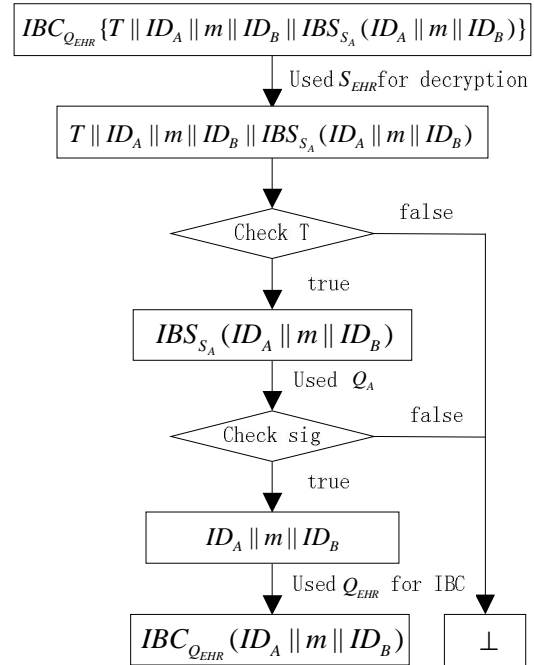 IBC_{Q_{EHR}}{T || ID_A || m || ID_B || IBS_{S_A}(ID_A || m || ID_B)}
Used S_{EHR} for decryption
T || ID_A || m || ID_B || IBS_{S_A}(ID_A || m || ID_B)
Check T
false
true
IBS_{S_A}(ID_A || m || ID_B)
Used Q_A
Check sig
false
true
ID_A || m || ID_B
Used Q_{EHR} for IBC
IBC_{Q_{EHR}}(ID_A || m || ID_B)
⊥